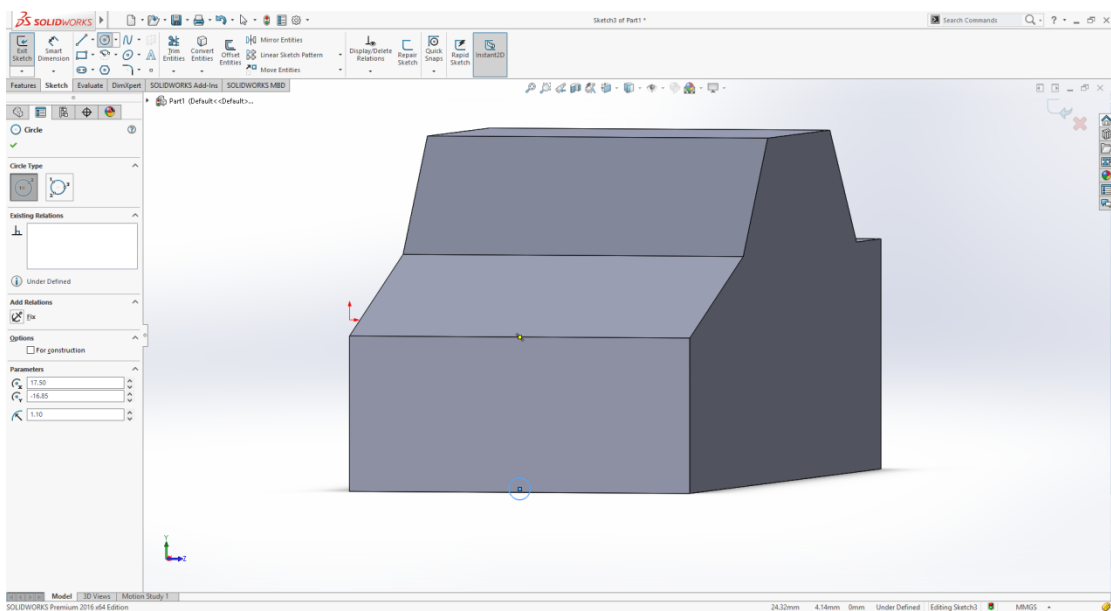 SOLIDWORKS
Sketch3 of Part1 *
Search Commands
Exit Sketch
Smart Dimension
Trim Entities
Convert Entities
Offset Entities
Mirror Entities
Linear Sketch Pattern
Move Entities
Display/Delete Relations
Repair Sketch
Quick Snaps
Rapid Sketch
Instant2D
Features Sketch Evaluate DimXpert SOLIDWORKS Add-Ins SOLIDWORKS MBD
Part1 (Default<<Default>...
Circle
Circle Type
Existing Relations
Under Defined
Add Relations
Fix
Options
For construction
Parameters
17.50
-16.85
1.10
Y
Z
Model 3D Views Motion Study 1
SOLIDWORKS Premium 2016 x64 Edition
24.32mm 4.14mm 0mm Under Defined Editing Sketch3 MMGS